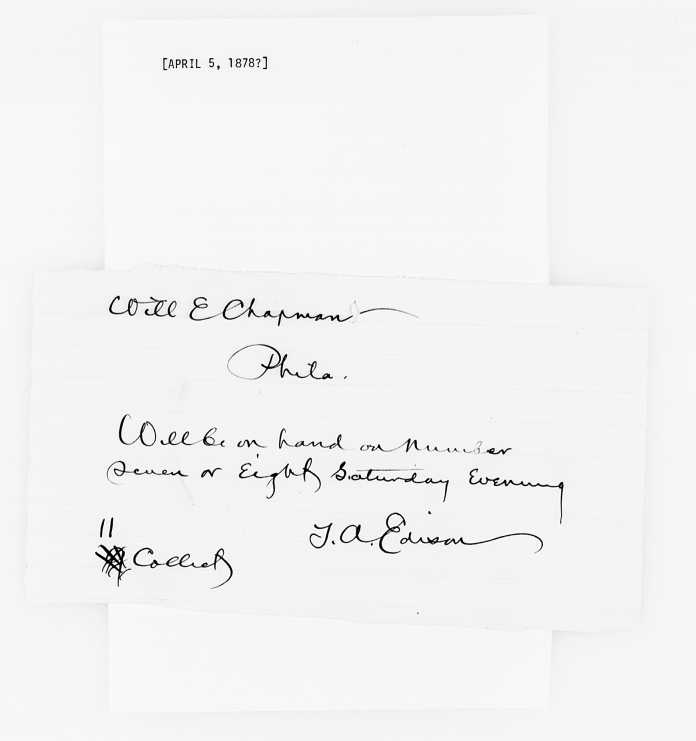 [APRIL 5, 1878?]
Will E Chapman
Phila.
Will be on hand on number
seven or Eight Saturday Evening
T. A. Edison
11
Collect